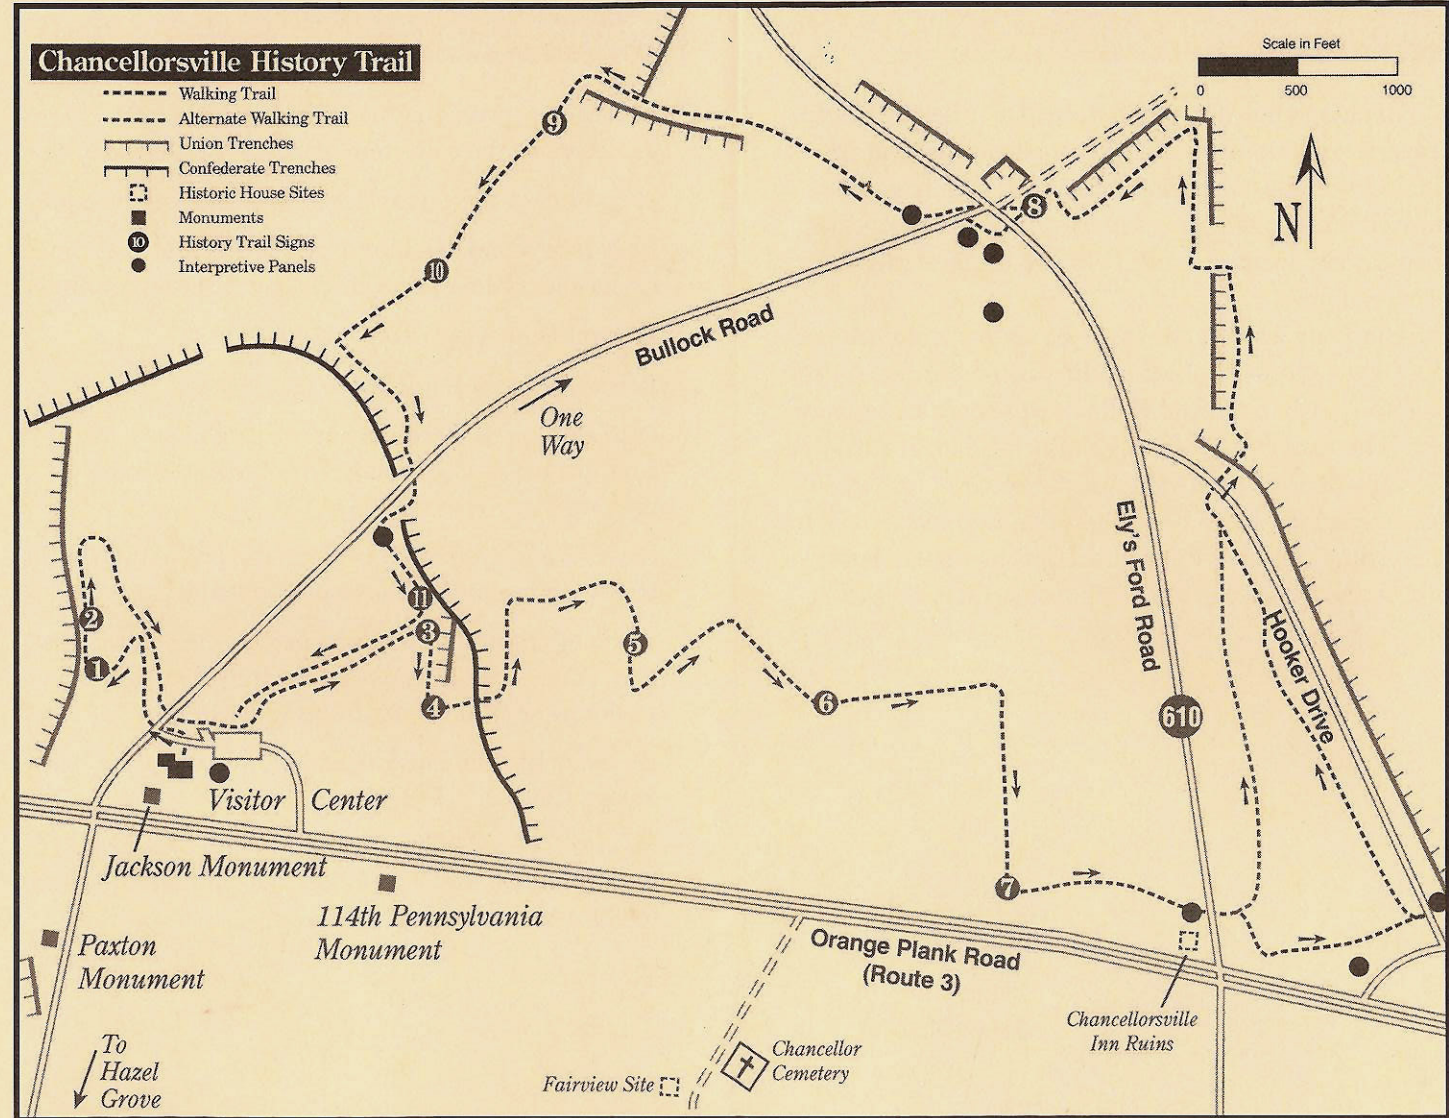 Chancellorsville History Trail
Walking Trail
Alternate Walking Trail
Union Trenches
Confederate Trenches
Historic House Sites
Monuments
10 History Trail Signs
Interpretive Panels
Scale in Feet
0 500 1000
N
9
8
10
Bullock Road
One
Way
Ely's Ford Road
Hooker Drive
610
11
2
3
1
5
4
6
7
Visitor Center
Jackson Monument
114th Pennsylvania
Monument
Paxton
Monument
Orange Plank Road
(Route 3)
Chancellorsville
Inn Ruins
To
Hazel
Grove
Fairview Site
Chancellor
Cemetery